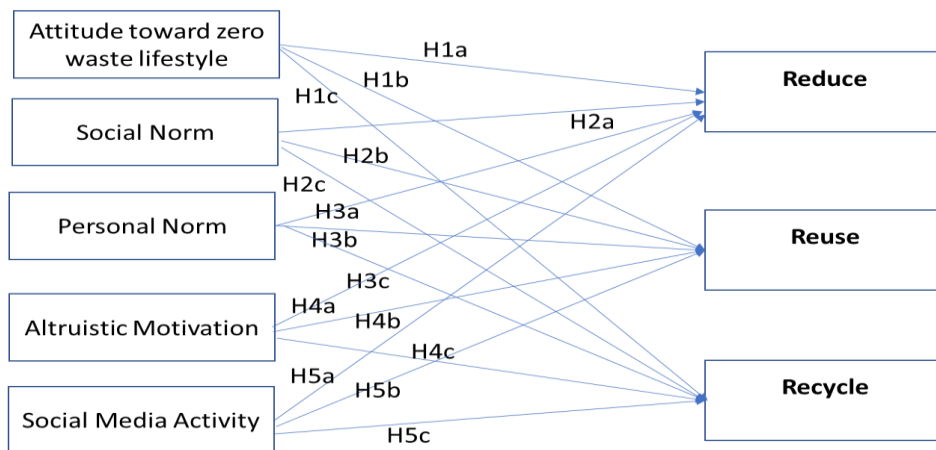 Attitude toward zero
waste lifestyle
H1a
Reduce
H1b
H1c
Social Norm
H2a
H2b
H2c
Personal Norm
H3a
H3b
Reuse
H3c
Altruistic Motivation
H4a
H4b
H4c
Recycle
Social Media Activity
H5a
H5b
H5c